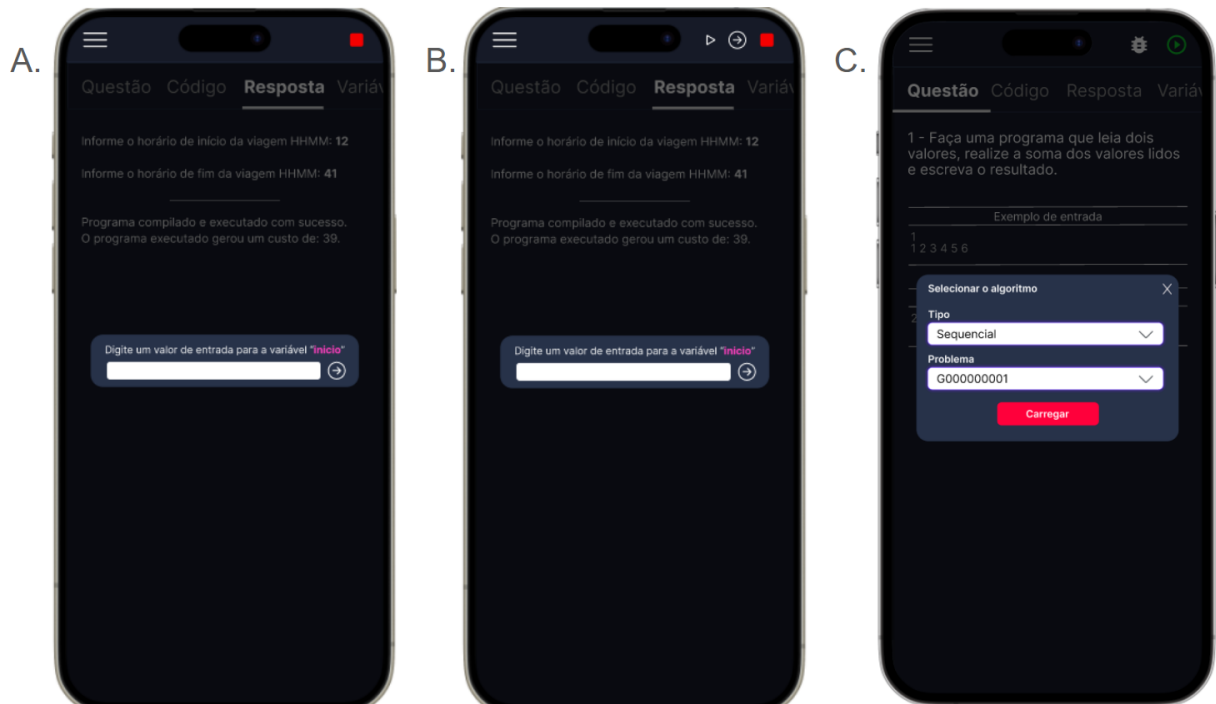 A.
Questão Código Resposta Variáv
Informe o horário de início da viagem HHMM: 12
Informe o horário de fim da viagem HHMM: 41
Programa compilado e executado com sucesso.
O programa executado gerou um custo de: 39.
Digite um valor de entrada para a variável "inicio"
B.
Questão Código Resposta Variáv
Informe o horário de início da viagem HHMM: 12
Informe o horário de fim da viagem HHMM: 41
Programa compilado e executado com sucesso.
O programa executado gerou um custo de: 39.
Digite um valor de entrada para a variável "inicio"
C.
Questão Código Resposta Variáv
1 - Faça uma programa que leia dois
valores, realize a soma dos valores lidos
e escreva o resultado.
Exemplo de entrada
1
1 2 3 4 5 6
Selecionar o algoritmo X
Tipo
2
Sequencial
Problema
G000000001
Carregar